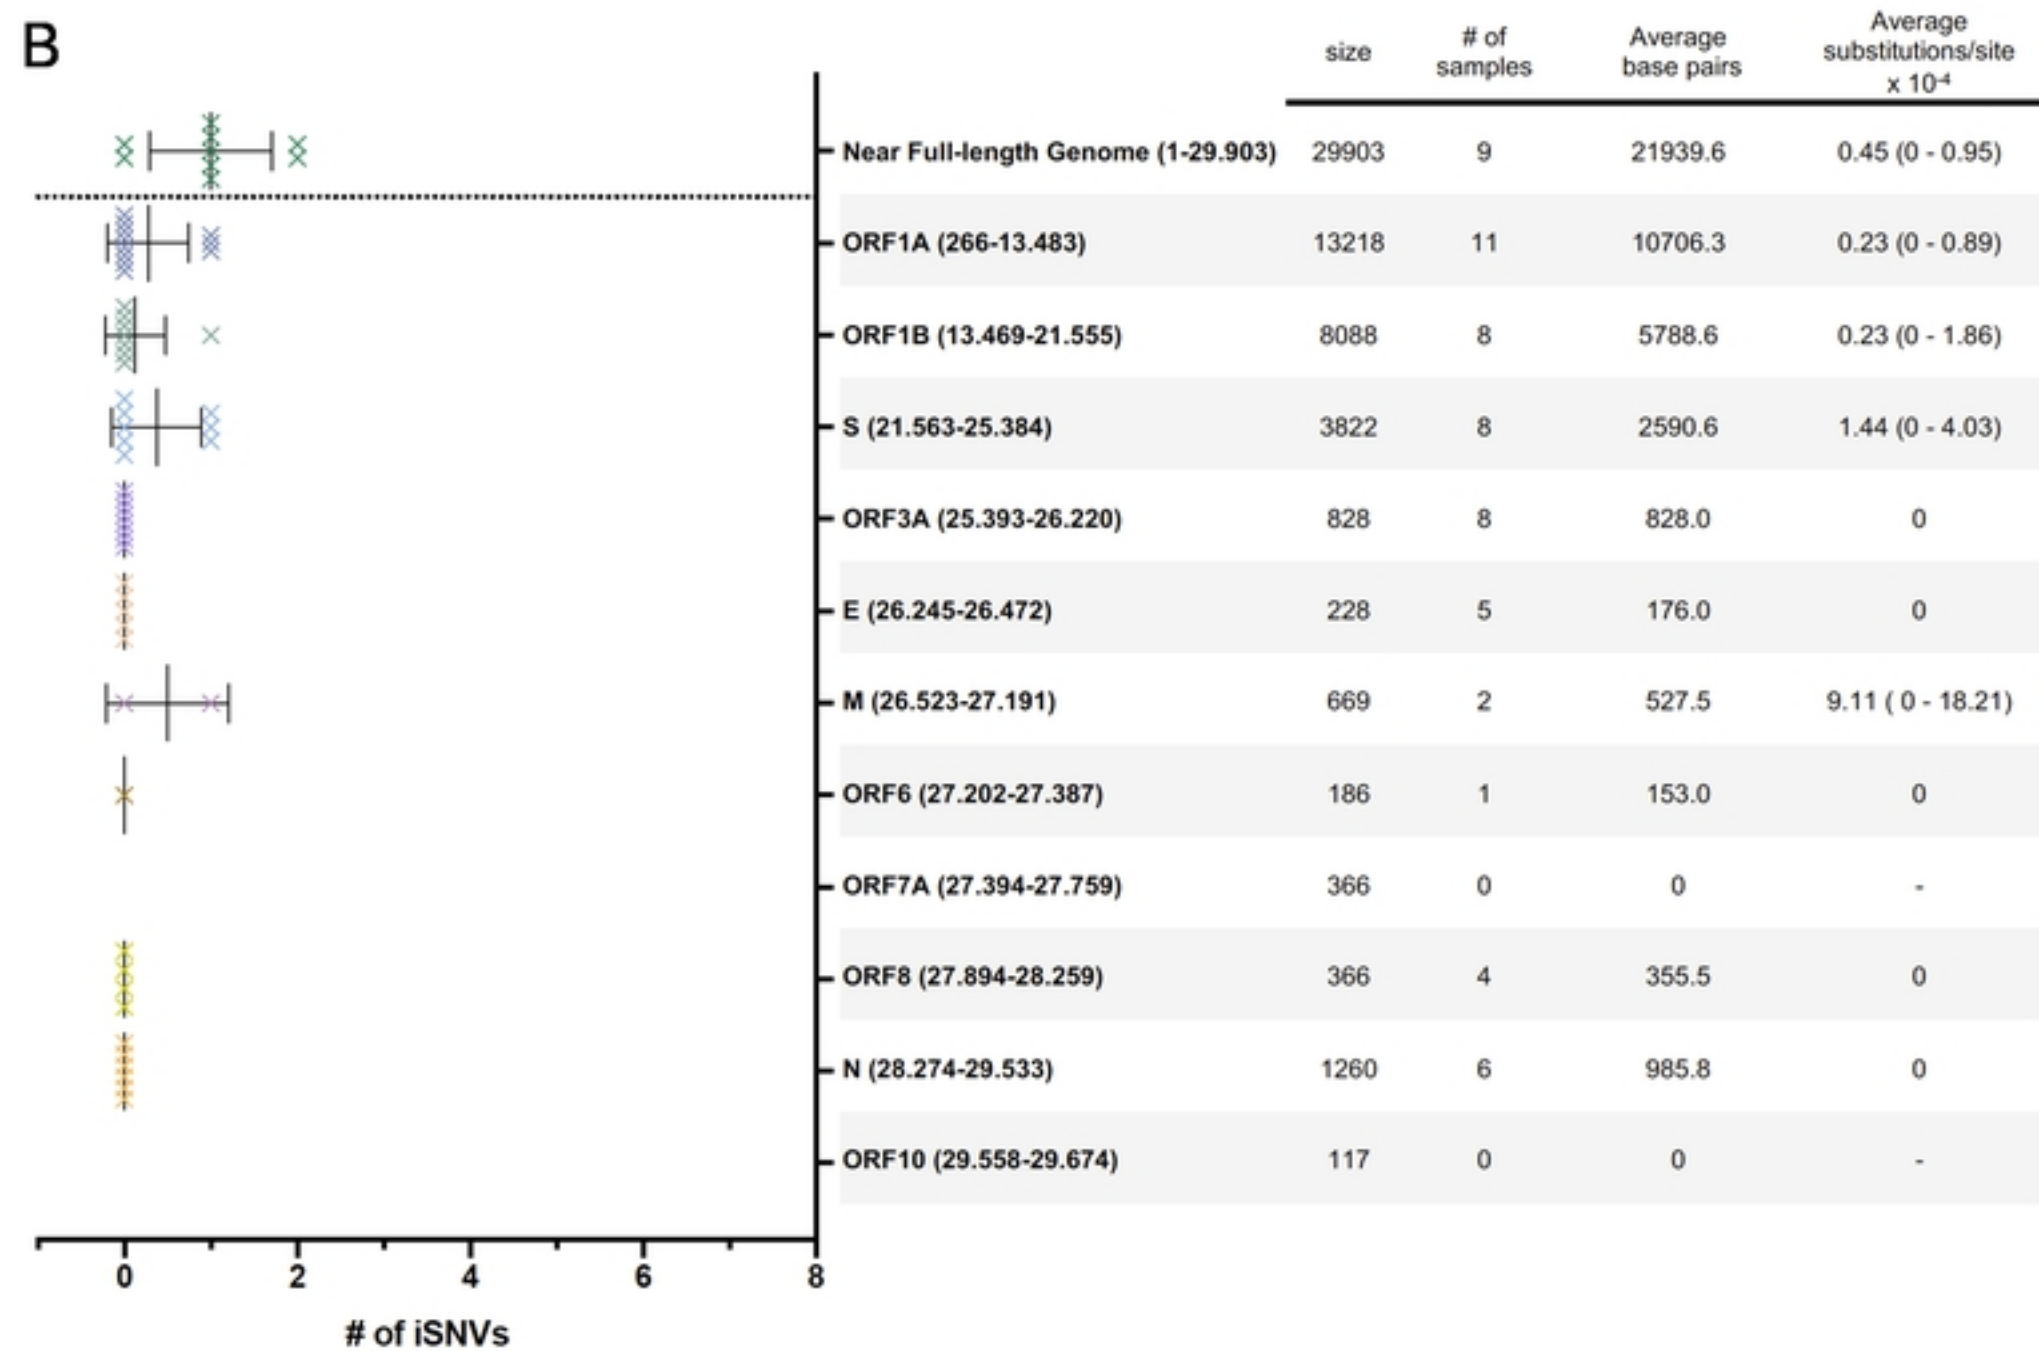 B
size # of samples Average base pairs Average substitutions/site x 10⁻⁴
Near Full-length Genome (1-29.903) 29903 9 21939.6 0.45 (0 - 0.95)
ORF1A (266-13.483) 13218 11 10706.3 0.23 (0 - 0.89)
ORF1B (13.469-21.555) 8088 8 5788.6 0.23 (0 - 1.86)
S (21.563-25.384) 3822 8 2590.6 1.44 (0 - 4.03)
ORF3A (25.393-26.220) 828 8 828.0 0
E (26.245-26.472) 228 5 176.0 0
M (26.523-27.191) 669 2 527.5 9.11 ( 0 - 18.21)
ORF6 (27.202-27.387) 186 1 153.0 0
ORF7A (27.394-27.759) 366 0 0 -
ORF8 (27.894-28.259) 366 4 355.5 0
N (28.274-29.533) 1260 6 985.8 0
ORF10 (29.558-29.674) 117 0 0 -
0 2 4 6 8
# of iSNVs